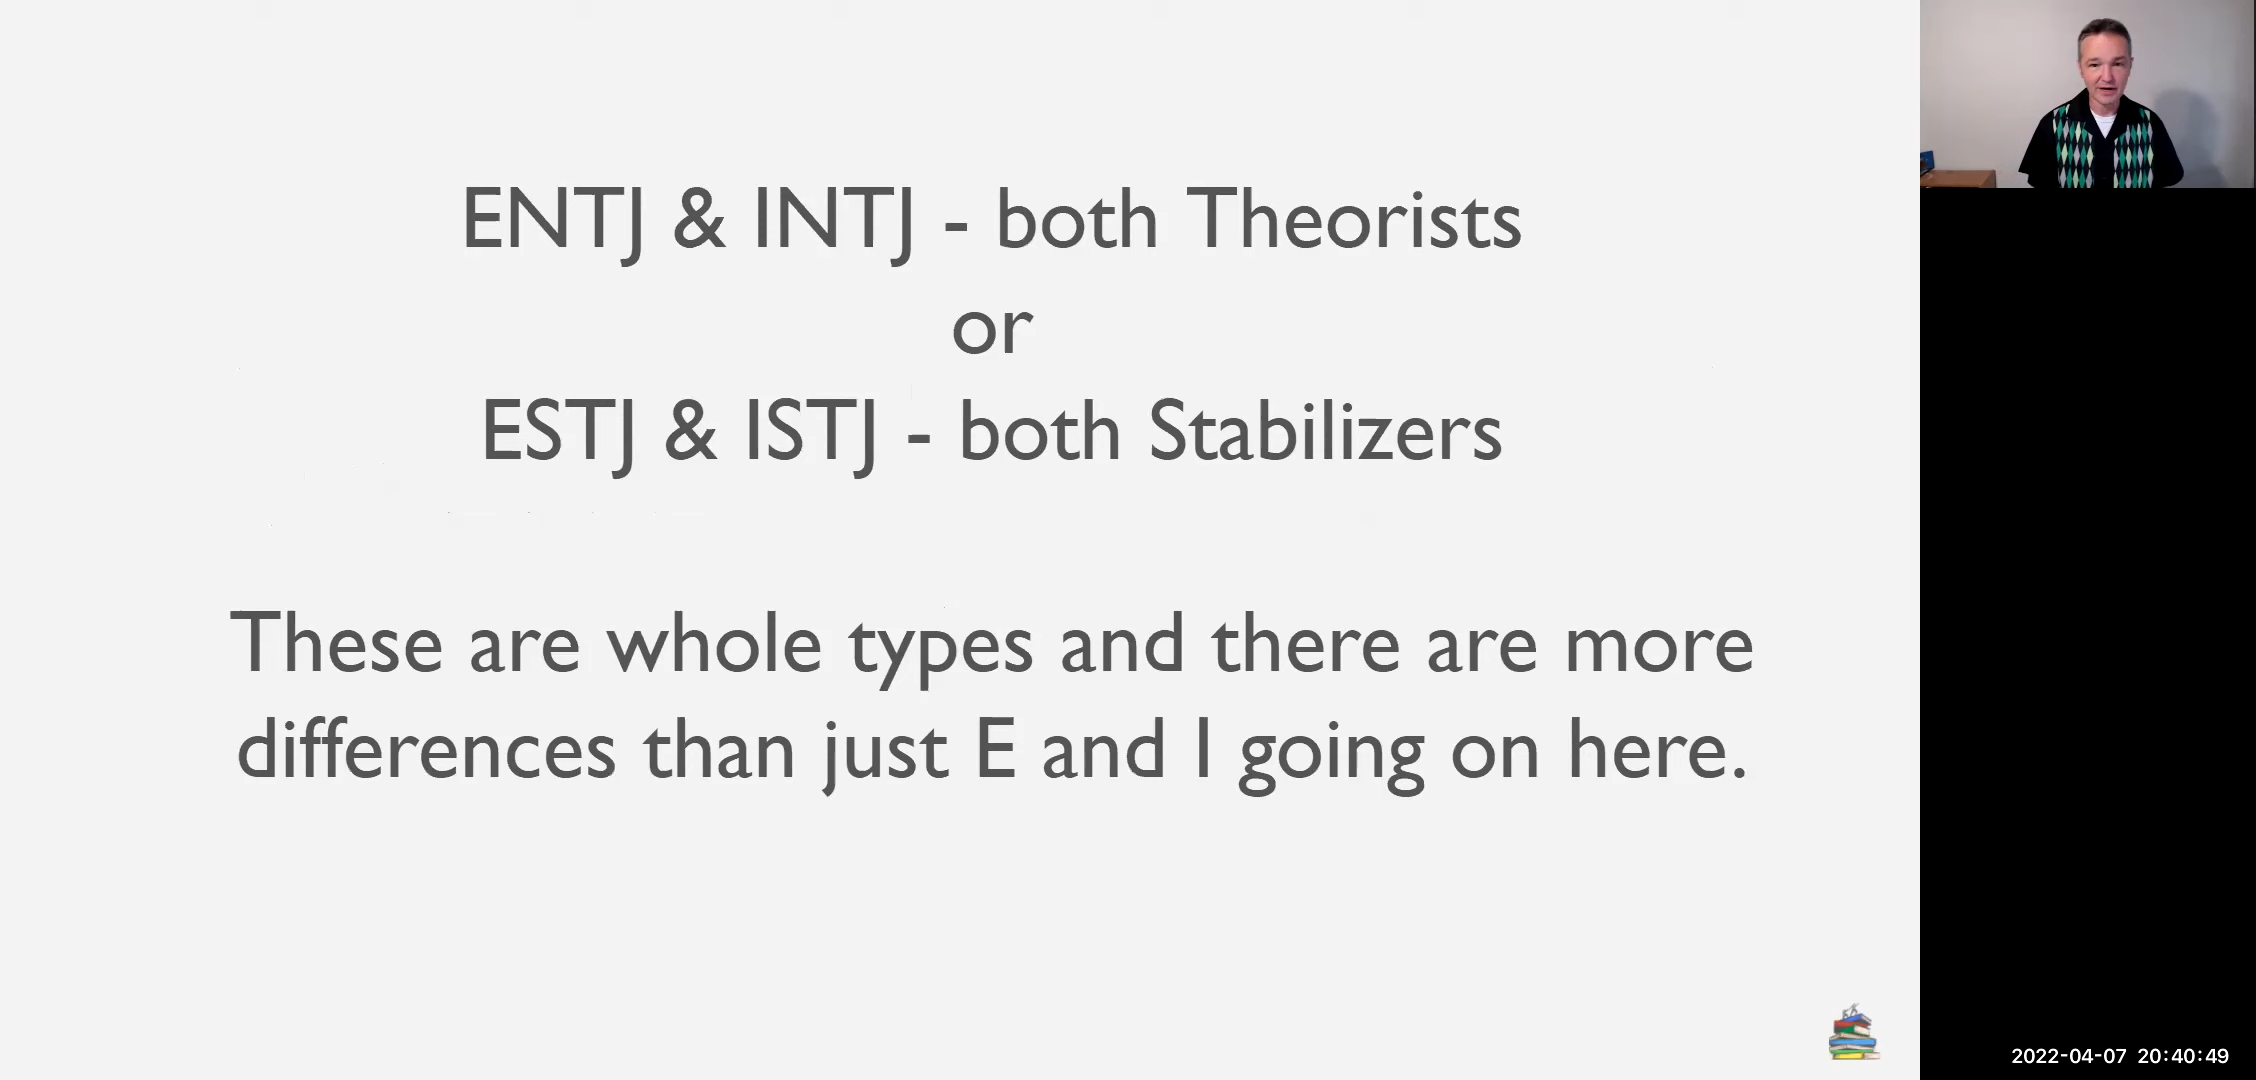 ENTJ & INTJ - both Theorists
or
ESTJ & ISTJ - both Stabilizers
These are whole types and there are more
differences than just E and I going on here.
2022-04-07 20:40:49